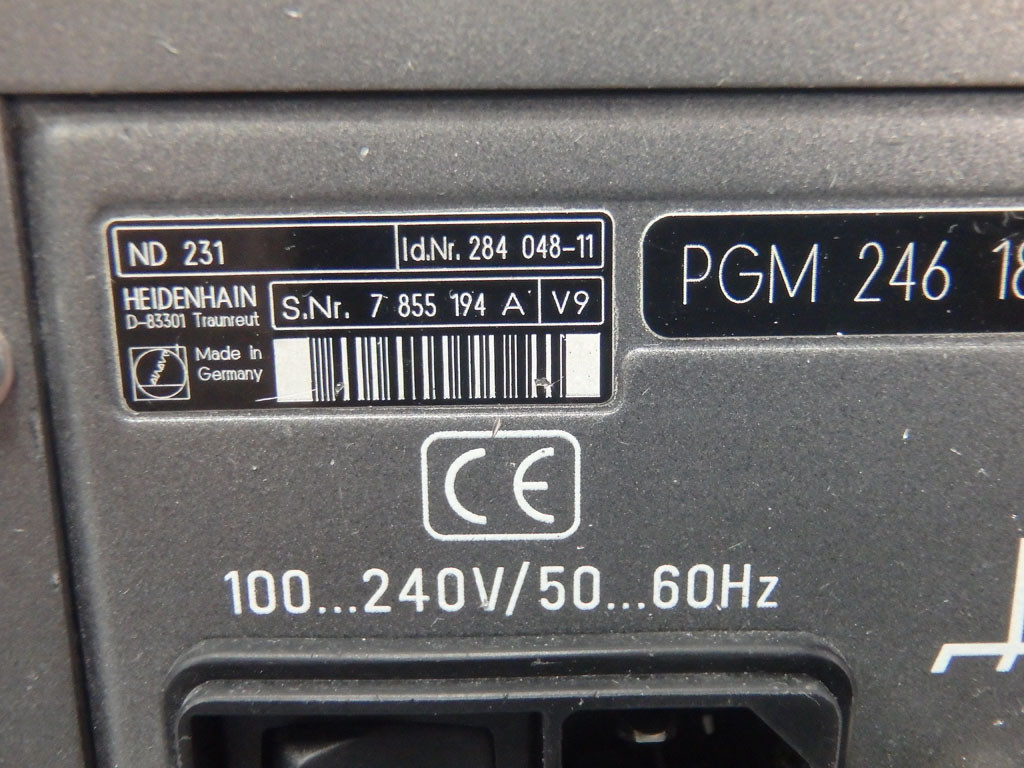 ND 231 Id.Nr. 284 048-11
HEIDENHAIN
D-83301 Traunreut
S.Nr. 7 855 194 A V9
Made in
Germany
PGM 246
CE
100...240V/50...60Hz